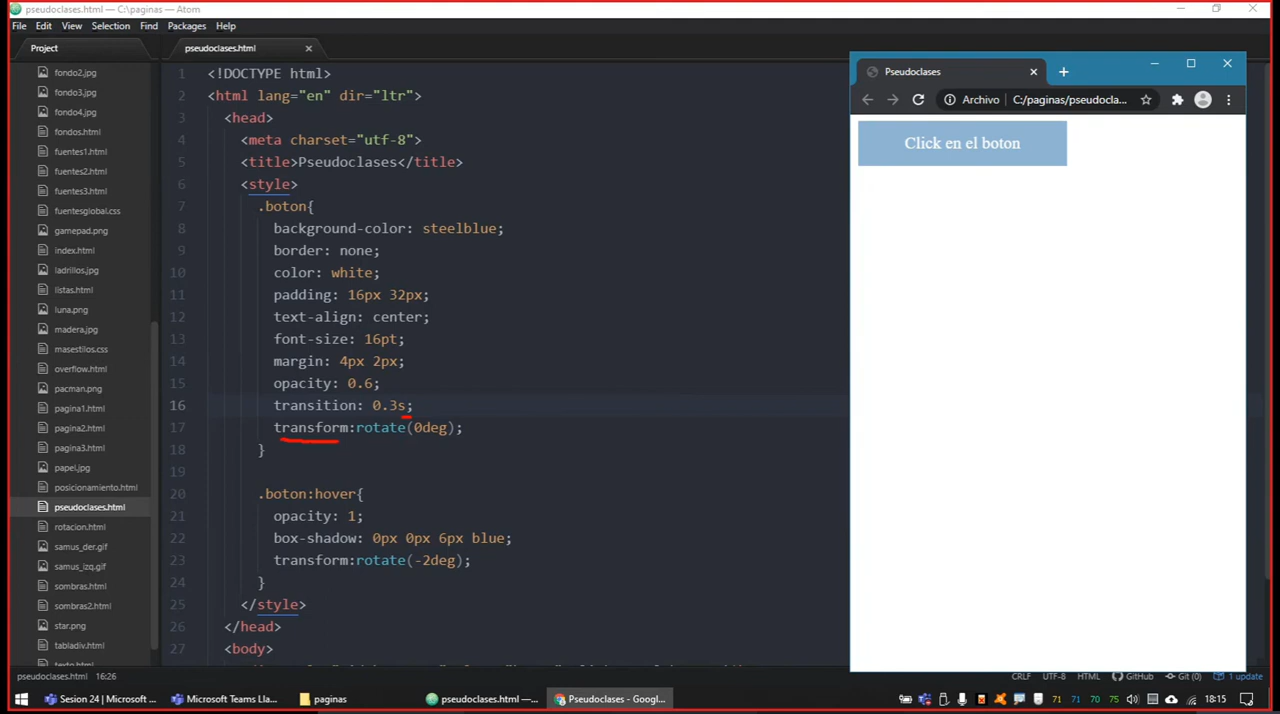 pseudoclases.html — C:\paginas — Atom
File Edit View Selection Find Packages Help
Project
pseudoclases.html
fondo2.jpg
fondo3.jpg
fondo4.jpg
fondos.html
fuentes1.html
fuentes2.html
fuentes3.html
fuentesglobal.css
gamepad.png
index.html
ladrillos.jpg
listas.html
luna.png
madera.jpg
masestilos.css
overflow.html
pacman.png
pagina1.html
pagina2.html
pagina3.html
papel.jpg
posicionamiento.html
pseudoclases.html
rotacion.html
samus_der.gif
samus_izq.gif
sombras.html
sombras2.html
star.png
tabladiv.html
texto.html
1 <!DOCTYPE html>
2 <html lang="en" dir="ltr">
3 <head>
4 <meta charset="utf-8">
5 <title>Pseudoclases</title>
6 <style>
7 .boton{
8 background-color: steelblue;
9 border: none;
10 color: white;
11 padding: 16px 32px;
12 text-align: center;
13 font-size: 16pt;
14 margin: 4px 2px;
15 opacity: 0.6;
16 transition: 0.3s;
17 transform:rotate(0deg);
18 }
19
20 .boton:hover{
21 opacity: 1;
22 box-shadow: 0px 0px 6px blue;
23 transform:rotate(-2deg);
24 }
25 </style>
26 </head>
27 <body>
Pseudoclases
Archivo C:/paginas/pseudocla...
Click en el boton
pseudoclases.html 16:26
CRLF UTF-8 HTML GitHub Git (0) 1 update
Sesion 24 | Microsoft ... Microsoft Teams Lla... paginas pseudoclases.html —... Pseudoclases - Googl... 71 71 70 75 18:15